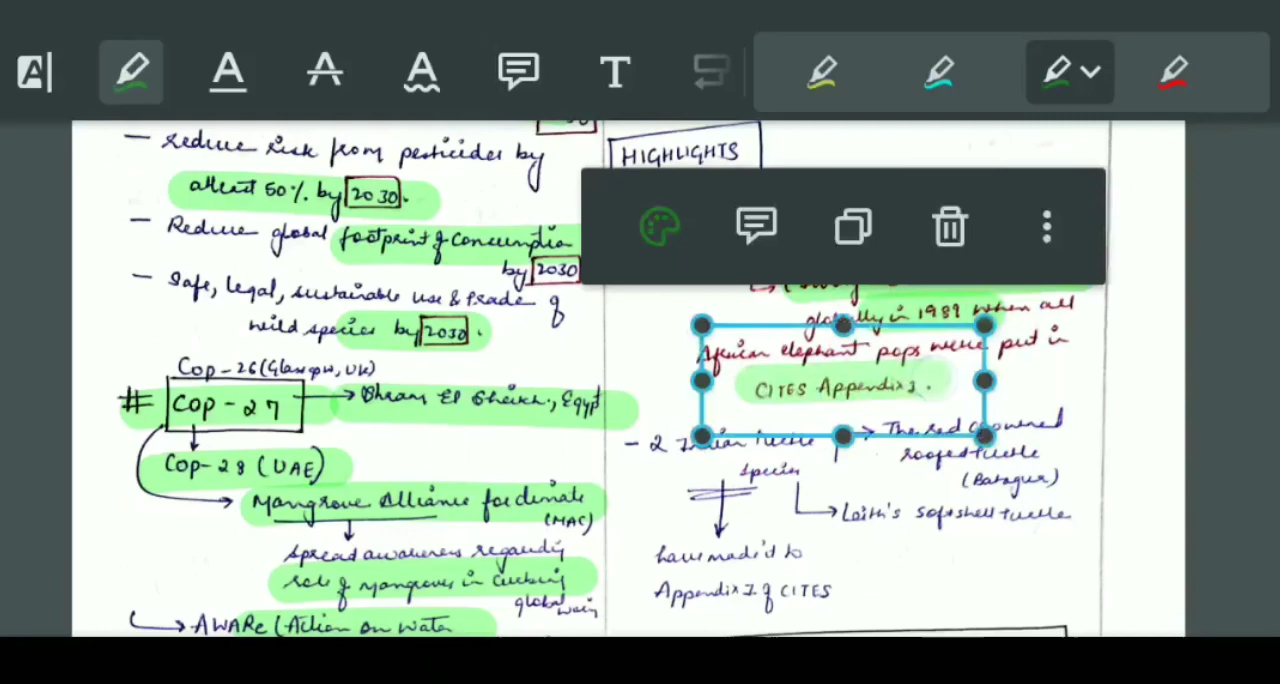 - reduce risk from pesticides by
atleast 50% by 2030.
- Reduce global footprint of consumption
by 2030
- Safe, legal, sustainable use & trade of
wild species by 2030.
COP-26 (Glasgow, UK)
# COP-27 → Sharm El Sheikh, Egypt
COP-28 (UAE)
→ Mangrove Alliance for climate
(MAC)
spread awareness regarding
role of Mangroves in curbing
global
→ AWARe (Action on Water
HIGHLIGHTS
globally in 1989 when all
African elephant pops were put in
CITES Appendix I.
- 2 Indian turtle → The red crowned
species
roofed turtle
(Batagur)
→ Leith's softshell turtle
have made it to
Appendix I of CITES